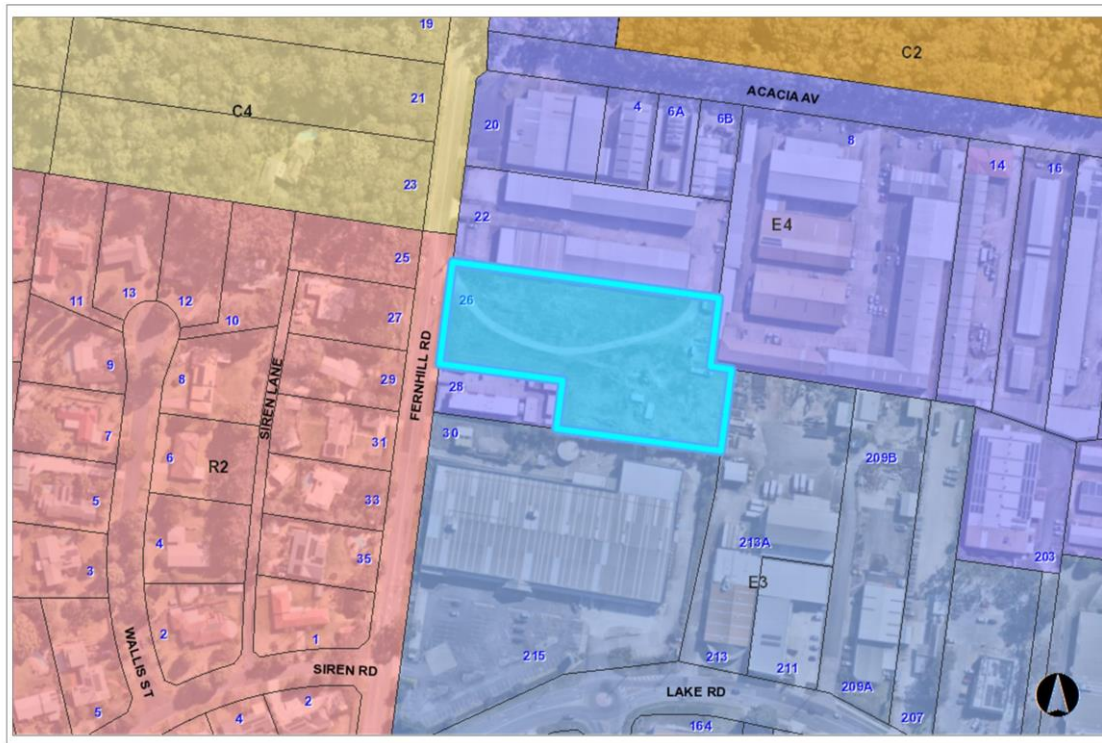 19
C2
ACACIA AV
21
C4
20
4
6A
6B
8
14
16
23
22
E4
25
26
13
12
11
10
27
FERNHILL RD
9
8
SIREN LANE
29
28
7
31
30
6
R2
209B
5
33
4
35
213A
203
3
E3
2
1
WALLIS ST
215
213
211
SIREN RD
LAKE RD
209A
207
5
4
2
164